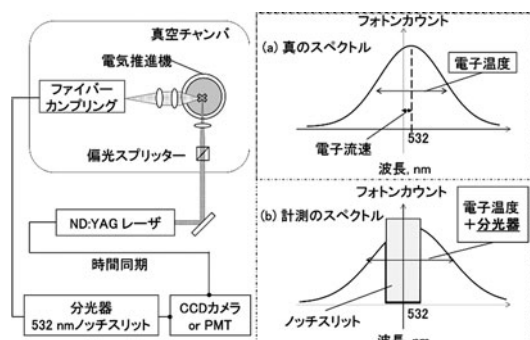 真空チャンバ
電気推進機
ファイバー
カンプリング
偏光スプリッター
ND:YAG レーザ
時間同期
分光器
532 nmノッチスリット
CCDカメラ
or PMT
フォトンカウント
(a) 真のスペクトル
電子温度
電子流速
532
波長, nm
フォトンカウント
(b) 計測のスペクトル
電子温度
+分光器
ノッチスリット
532
波長, nm